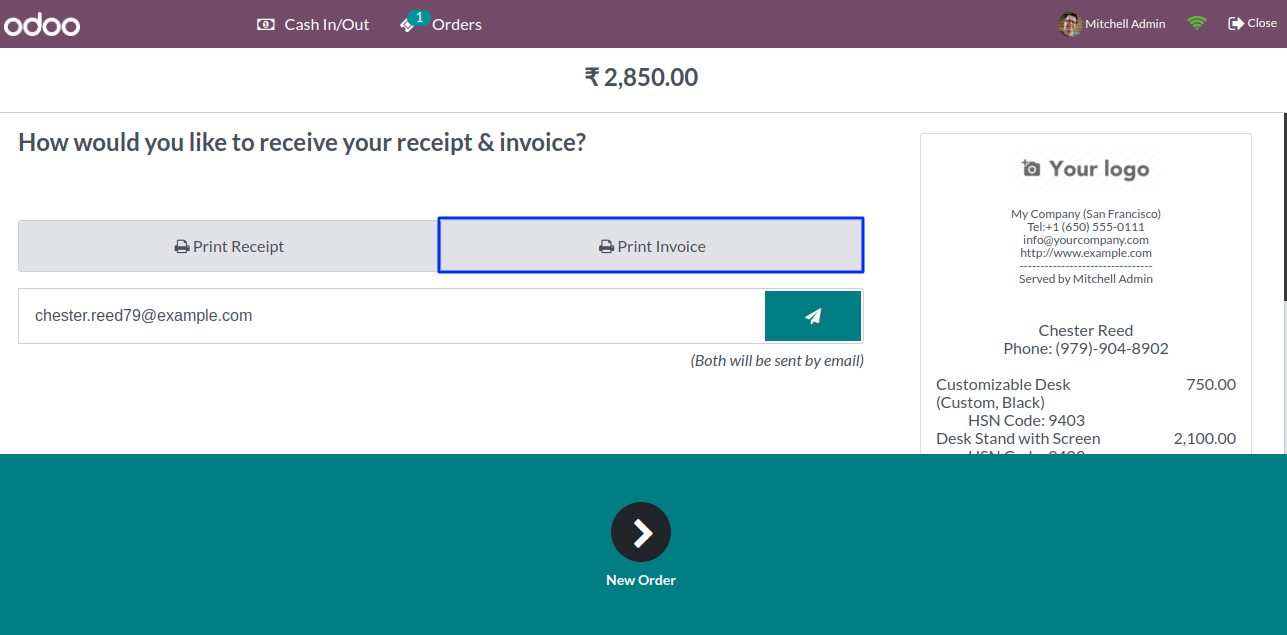 odoo
Cash In/Out
1
Orders
Mitchell Admin
Close
₹ 2,850.00
How would you like to receive your receipt & invoice?
Print Receipt
Print Invoice
chester.reed79@example.com
(Both will be sent by email)
Your logo
My Company (San Francisco)
Tel:+1 (650) 555-0111
info@yourcompany.com
http://www.example.com
--------------------------------
Served by Mitchell Admin
Chester Reed
Phone: (979)-904-8902
Customizable Desk 750.00
(Custom, Black)
HSN Code: 9403
Desk Stand with Screen 2,100.00
HSN Code:
New Order